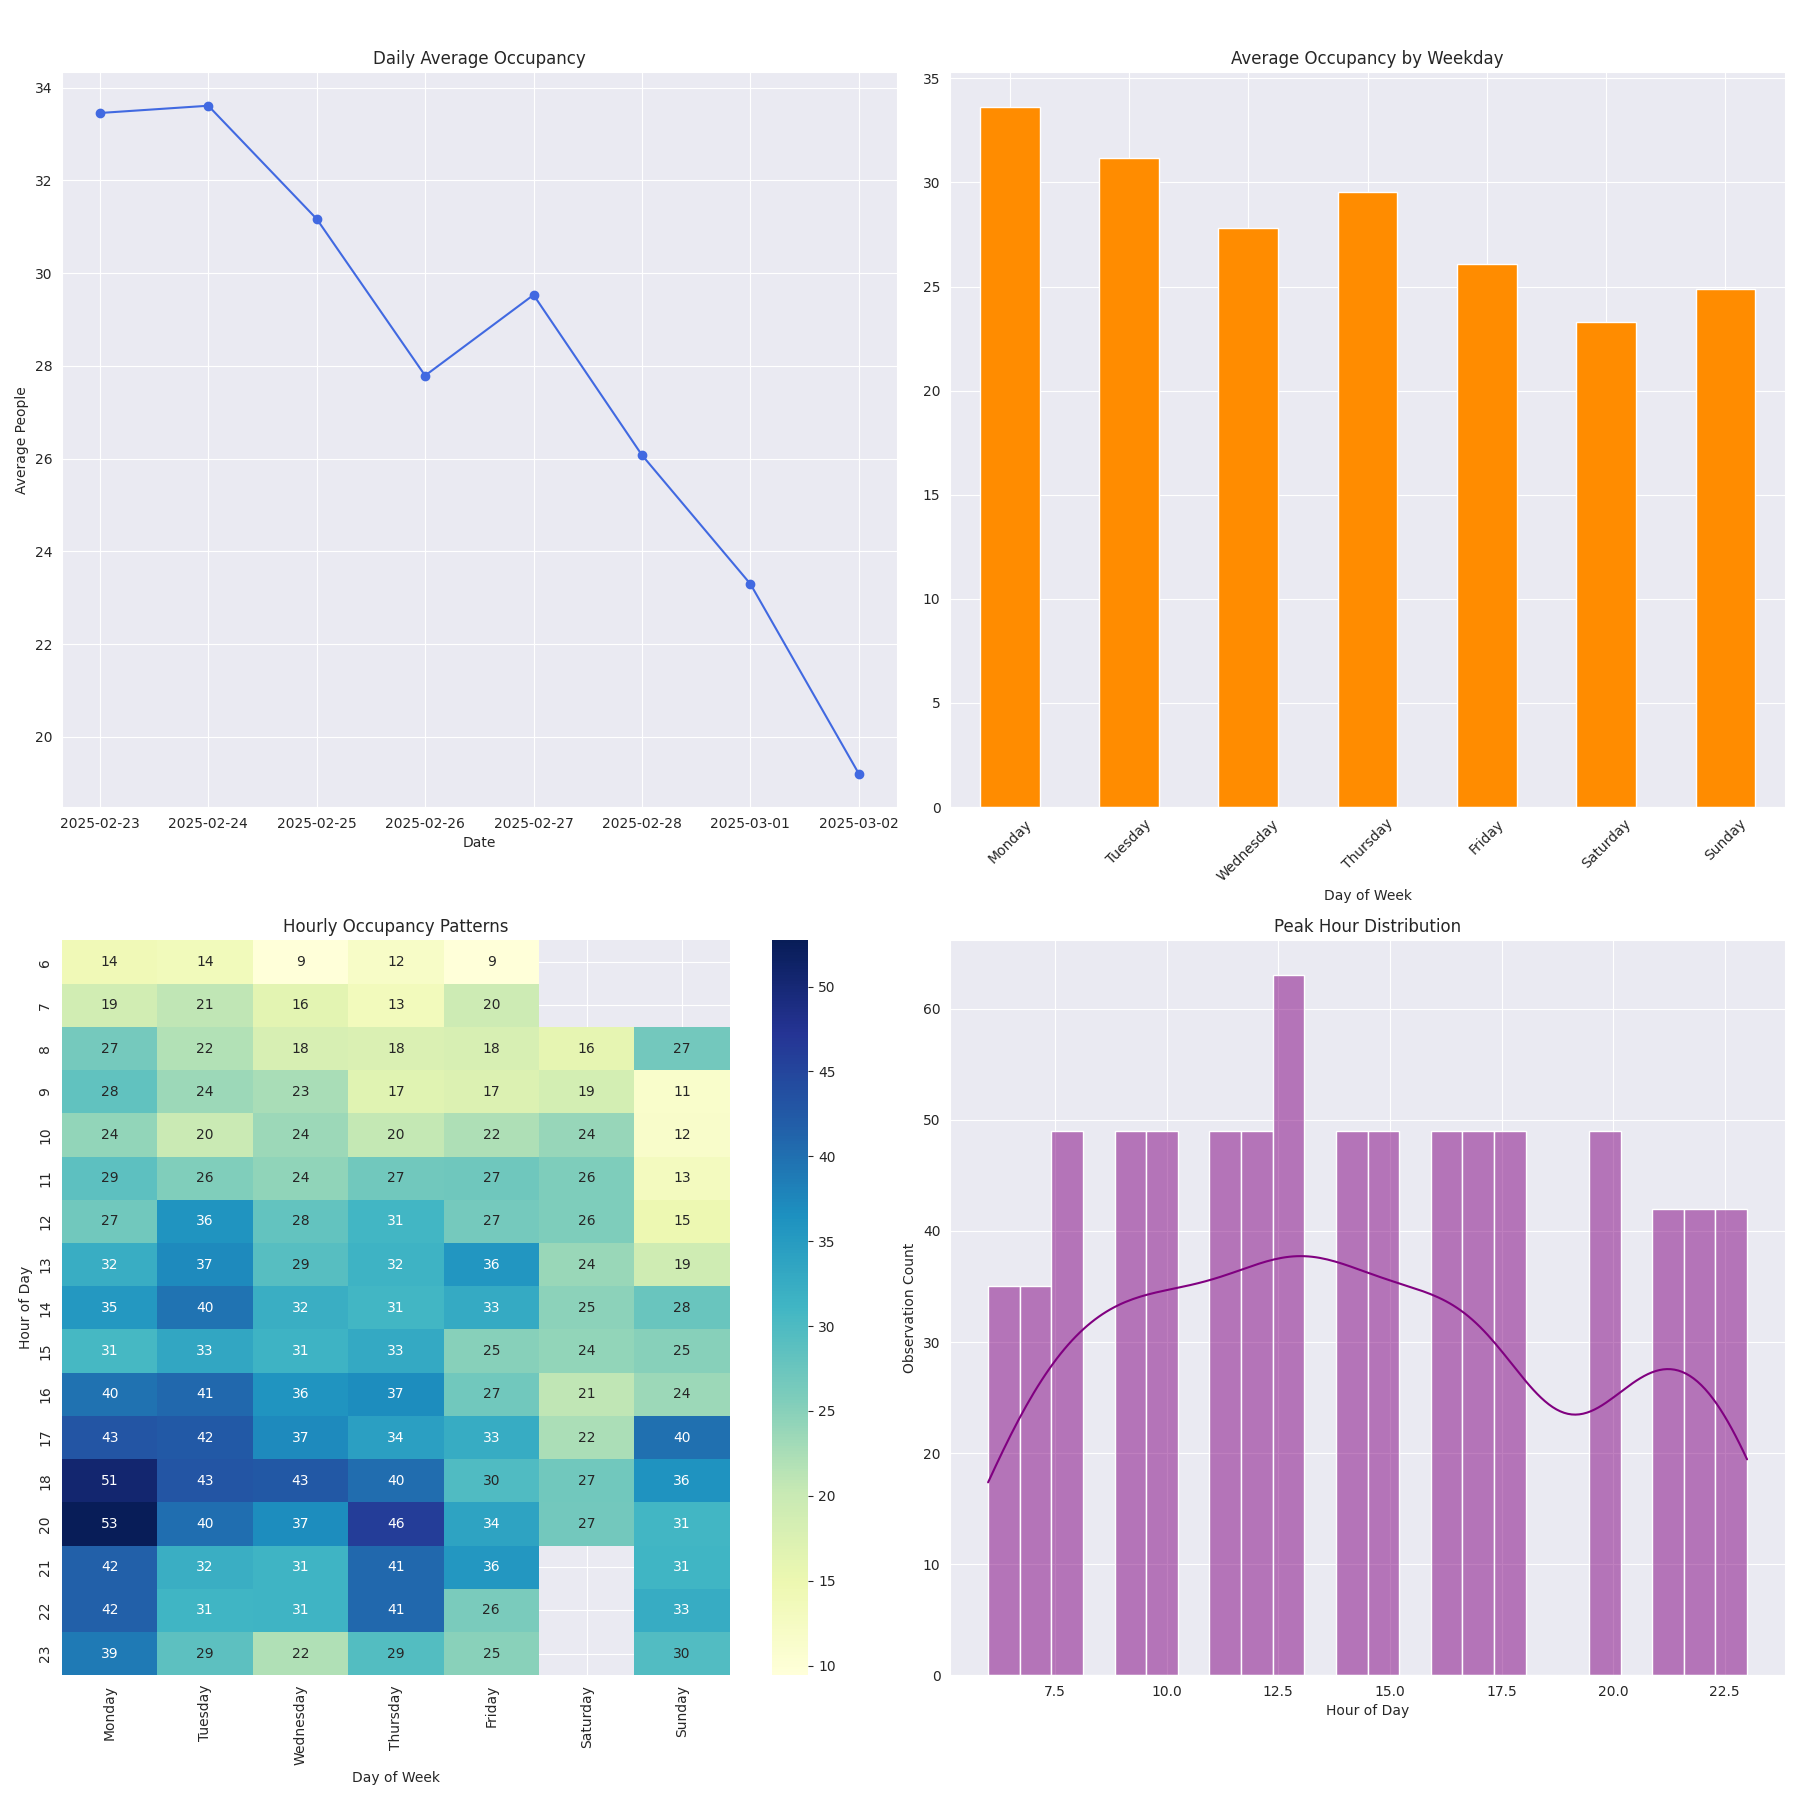 Daily Average Occupancy
34
32
30
28
26
24
22
20
Average People
2025-02-23 2025-02-24 2025-02-25 2025-02-26 2025-02-27 2025-02-28 2025-03-01 2025-03-02
Date
Average Occupancy by Weekday
35
30
25
20
15
10
5
0
Monday Tuesday Wednesday Thursday Friday Saturday Sunday
Day of Week
Hourly Occupancy Patterns
Hour of Day
6 14 14 9 12 9
7 19 21 16 13 20
8 27 22 18 18 18 16 27
9 28 24 23 17 17 19 11
10 24 20 24 20 22 24 12
11 29 26 24 27 27 26 13
12 27 36 28 31 27 26 15
13 32 37 29 32 36 24 19
14 35 40 32 31 33 25 28
15 31 33 31 33 25 24 25
16 40 41 36 37 27 21 24
17 43 42 37 34 33 22 40
18 51 43 43 40 30 27 36
20 53 40 37 46 34 27 31
21 42 32 31 41 36 31
22 42 31 31 41 26 33
23 39 29 22 29 25 30
Monday Tuesday Wednesday Thursday Friday Saturday Sunday
Day of Week
50
45
40
35
30
25
20
15
10
Peak Hour Distribution
60
50
40
30
20
10
0
Observation Count
7.5 10.0 12.5 15.0 17.5 20.0 22.5
Hour of Day